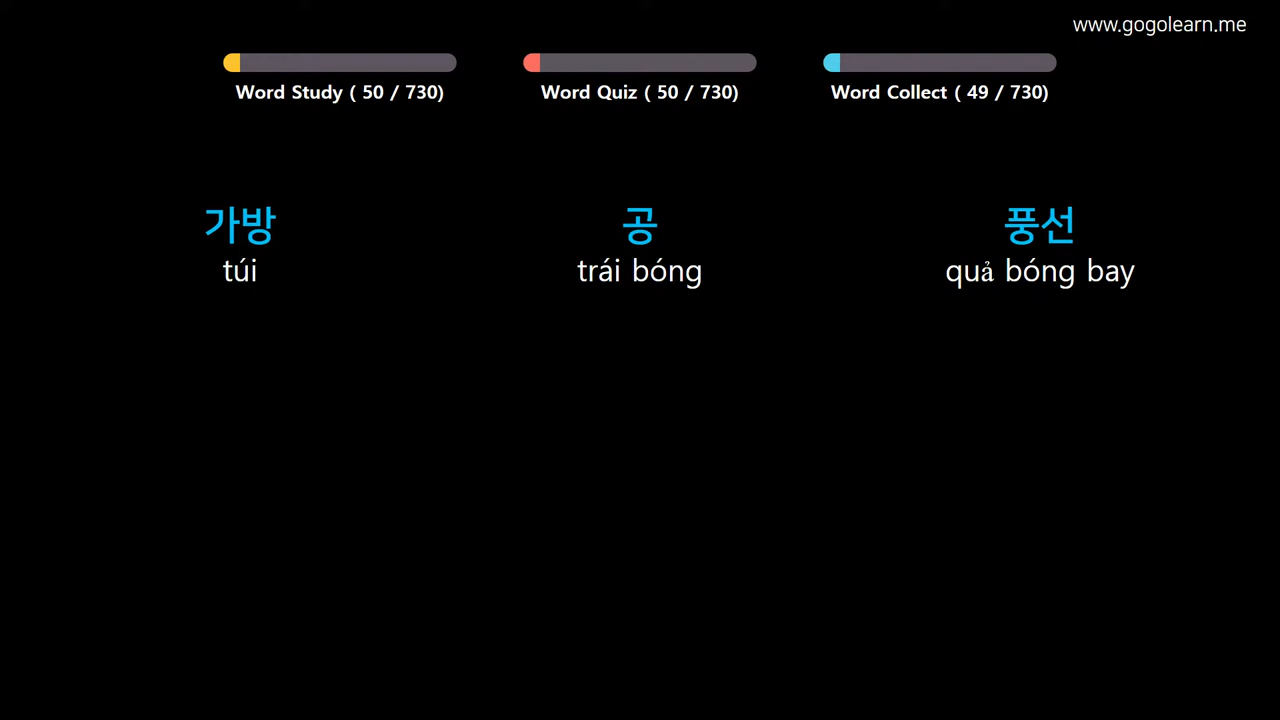 www.gogolearn.me
Word Study ( 50 / 730)
Word Quiz ( 50 / 730)
Word Collect ( 49 / 730)
가방
túi
공
trái bóng
풍선
quả bóng bay